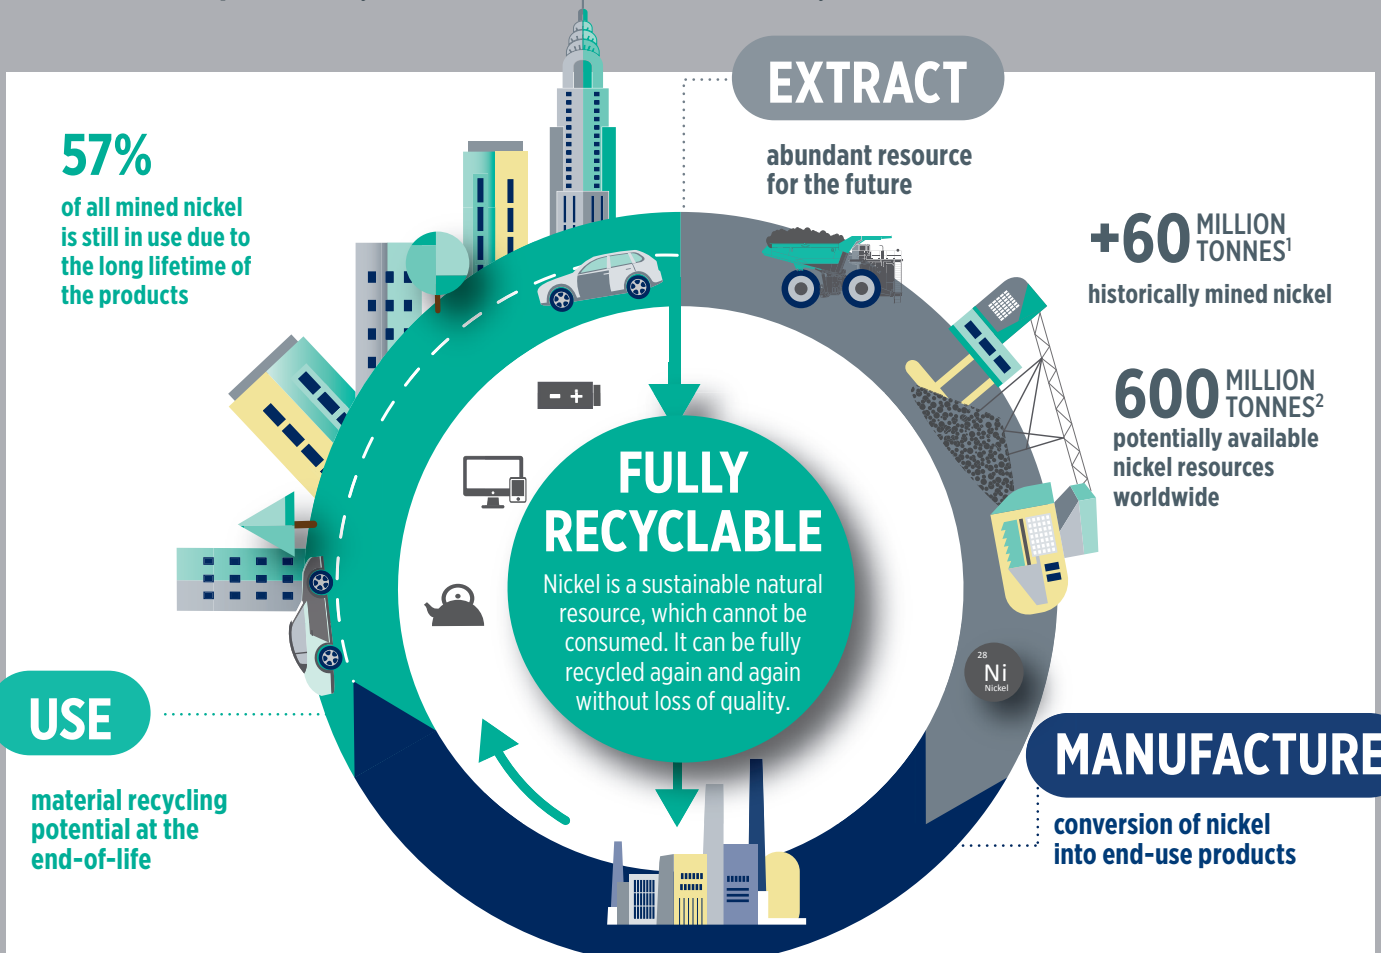 EXTRACT
abundant resource
for the future
57%
of all mined nickel
is still in use due to
the long lifetime of
the products
+60 MILLION
TONNES1
historically mined nickel
600 MILLION
TONNES2
potentially available
nickel resources
worldwide
- +
FULLY
RECYCLABLE
Nickel is a sustainable natural
resource, which cannot be
consumed. It can be fully
recycled again and again
without loss of quality.
28
Ni
Nickel
USE
material recycling
potential at the
end-of-life
MANUFACTURE
conversion of nickel
into end-use products